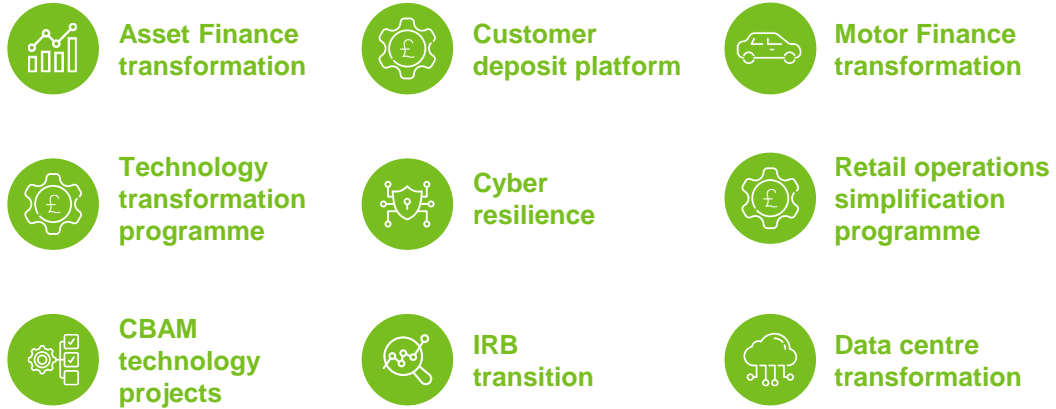 Asset Finance
transformation
Customer
deposit platform
Motor Finance
transformation
Technology
transformation
programme
Cyber
resilience
Retail operations
simplification
programme
CBAM
technology
projects
IRB
transition
Data centre
transformation